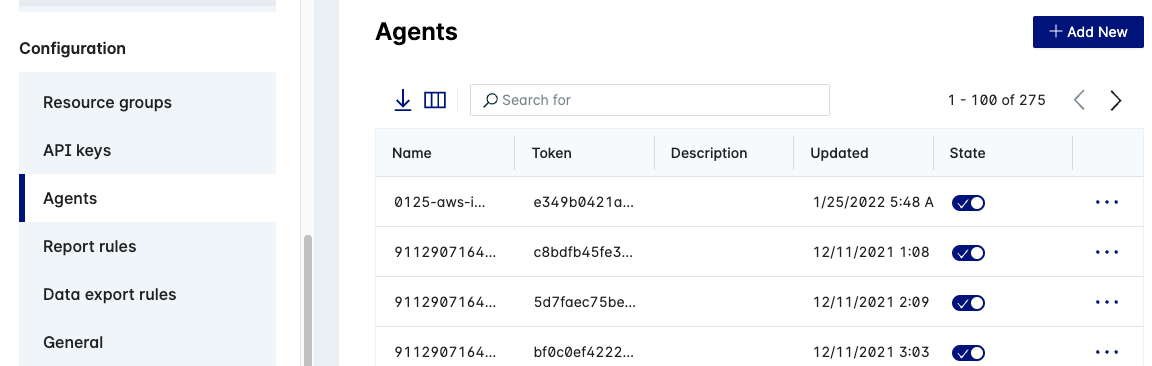 Configuration
Resource groups
API keys
Agents
Report rules
Data export rules
General
Agents
Add New
Search for
1 - 100 of 275
Name Token Description Updated State
0125-aws-i... e349b0421a... 1/25/2022 5:48 A
9112907164... c8bdfb45fe3... 12/11/2021 1:08
9112907164... 5d7faec75be... 12/11/2021 2:09
9112907164... bf0c0ef4222... 12/11/2021 3:03